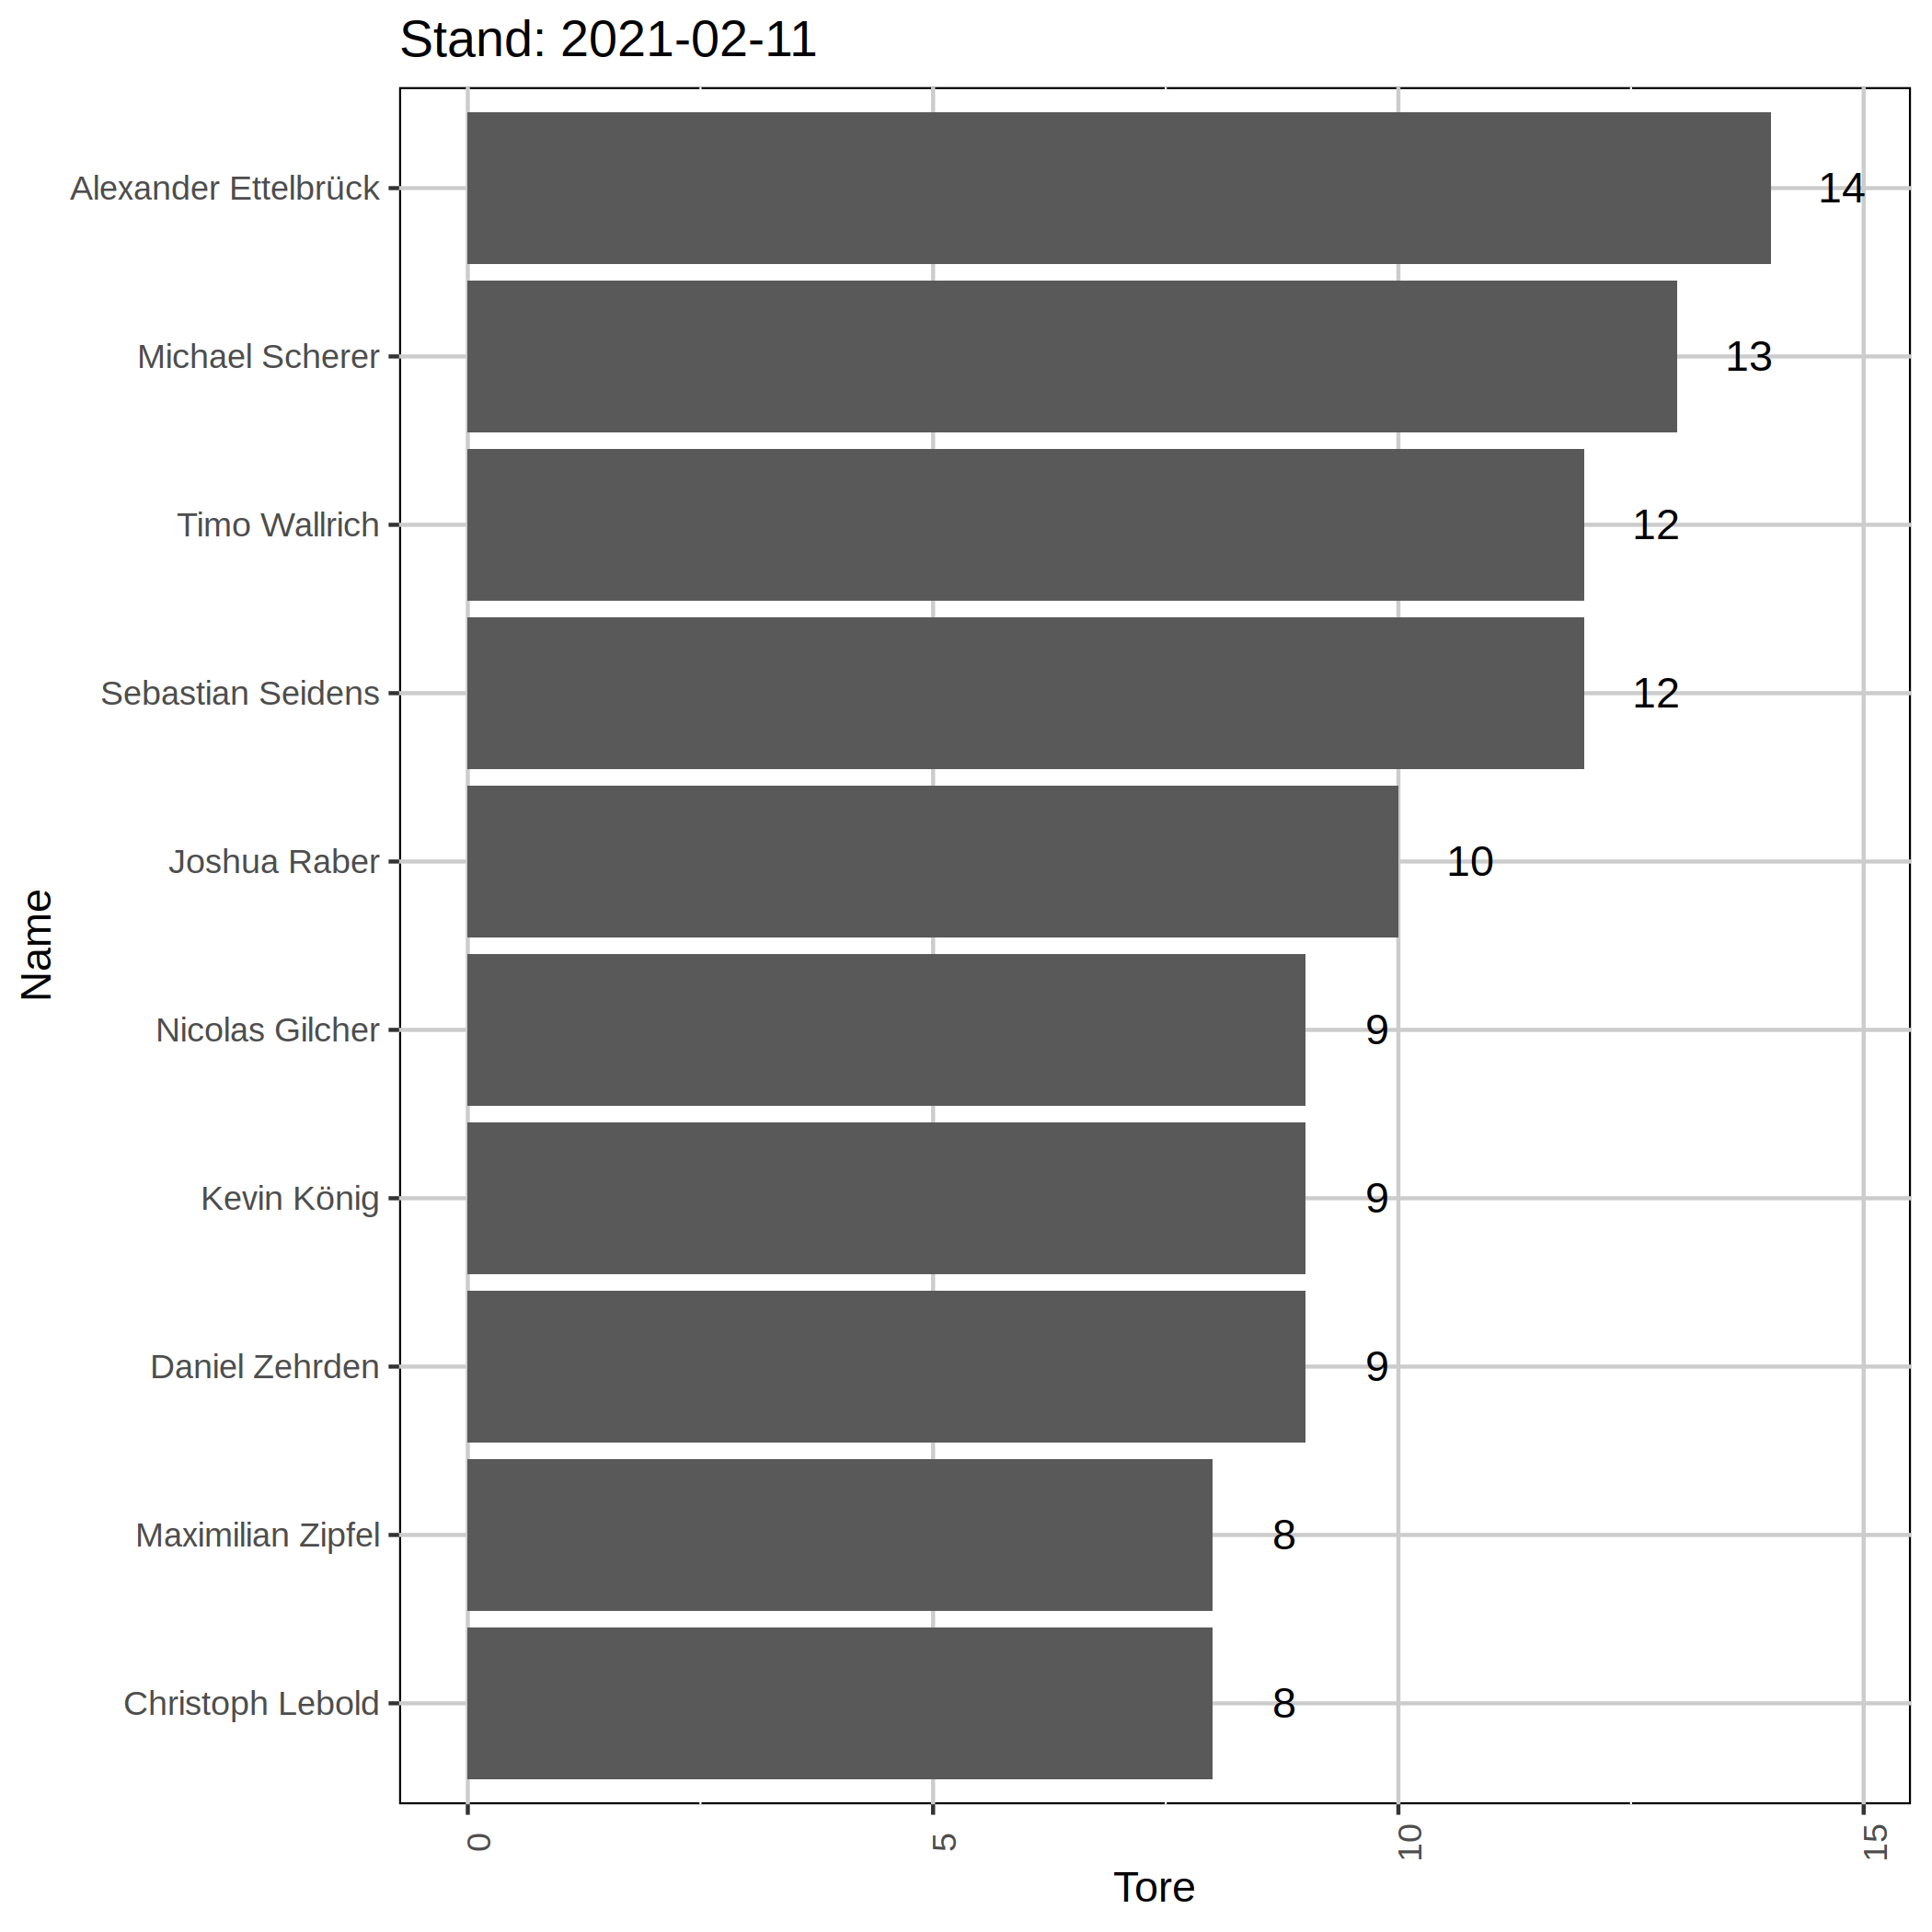 Stand: 2021-02-11
Name
Alexander Ettelbrück 14
Michael Scherer 13
Timo Wallrich 12
Sebastian Seidens 12
Joshua Raber 10
Nicolas Gilcher 9
Kevin König 9
Daniel Zehrden 9
Maximilian Zipfel 8
Christoph Lebold 8
0 5 10 15
Tore